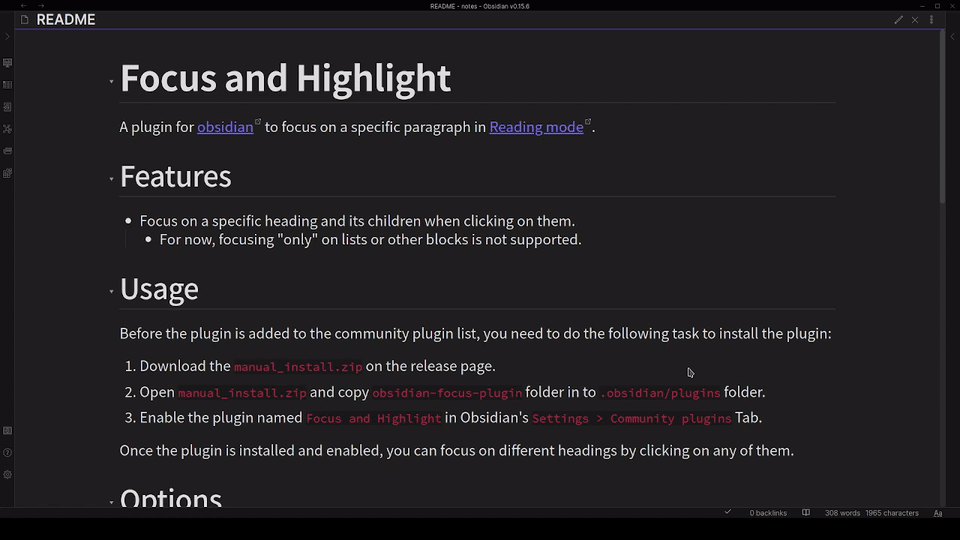 README - notes - Obsidian v0.15.6
README
Focus and Highlight
A plugin for obsidian to focus on a specific paragraph in Reading mode.
Features
Focus on a specific heading and its children when clicking on them.
For now, focusing "only" on lists or other blocks is not supported.
Usage
Before the plugin is added to the community plugin list, you need to do the following task to install the plugin:
1. Download the manual_install.zip on the release page.
2. Open manual_install.zip and copy obsidian-focus-plugin folder in to .obsidian/plugins folder.
3. Enable the plugin named Focus and Highlight in Obsidian's Settings > Community plugins Tab.
Once the plugin is installed and enabled, you can focus on different headings by clicking on any of them.
Options
0 backlinks 308 words 1965 characters Aa